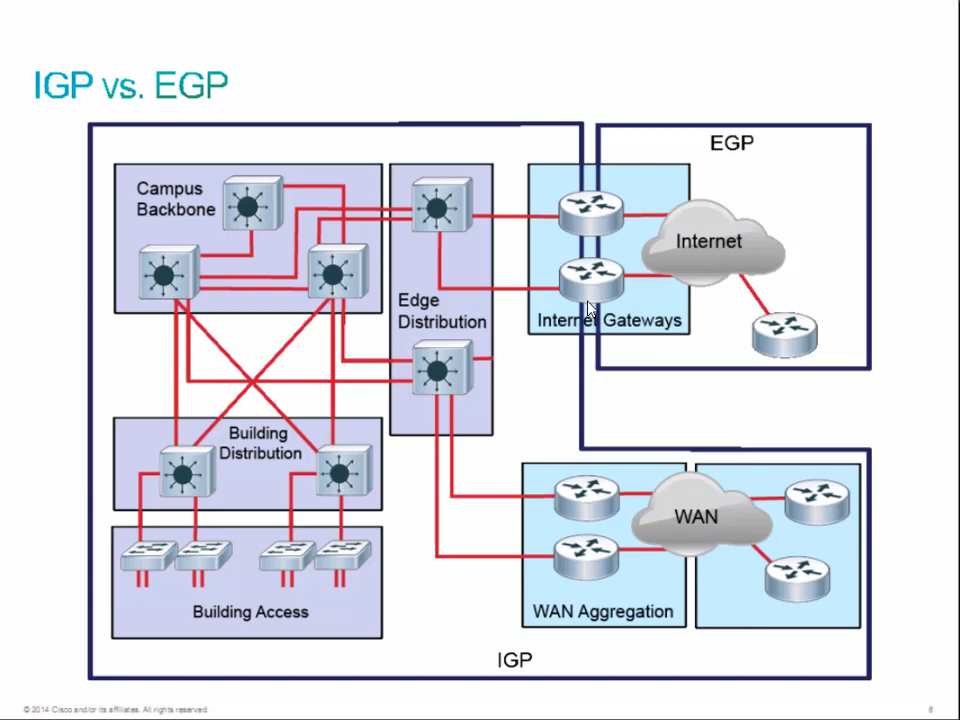 IGP vs. EGP
EGP
Campus
Backbone
Internet
Edge
Distribution
Internet Gateways
Building
Distribution
WAN
Building Access
WAN Aggregation
IGP
© 2014 Cisco and/or its affiliates. All rights reserved.
6